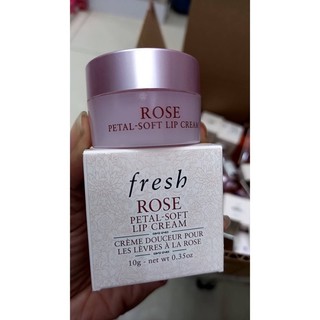 ROSE
PETAL-SOFT LIP CREAM
fresh
ROSE
PETAL-SOFT
LIP CREAM
CRÈME DOUCEUR POUR
LES LÈVRES À LA ROSE
10g - net wt 0.35oz